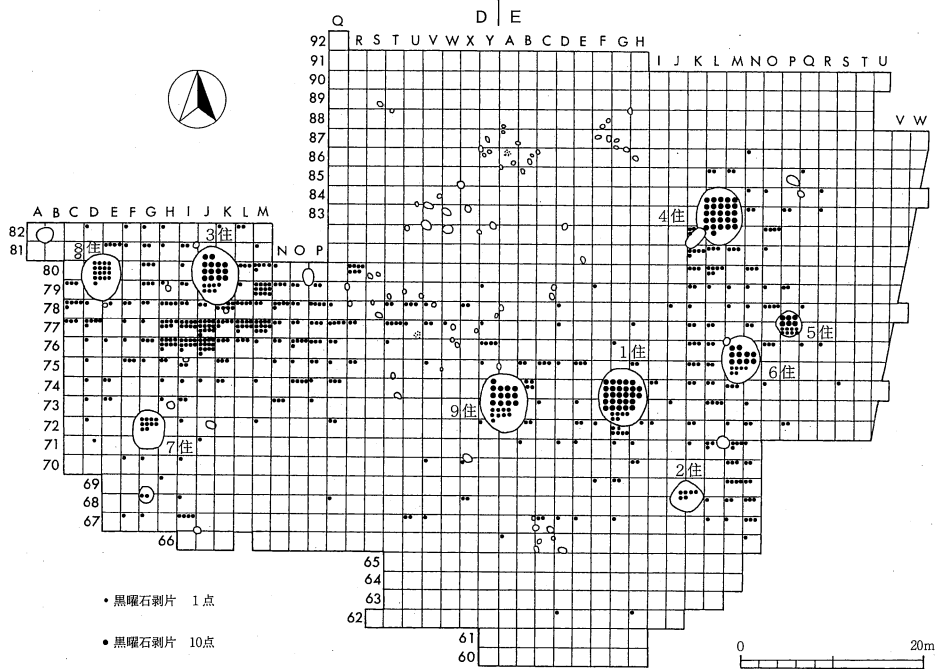 D E
Q
92 R S T U V W X Y A B C D E F G H
91 I J K L M N O P Q R S T U
90
89
88 V W
87
86
85
84 4住
83
A B C D E F G H I J K L M
82 3住
81 8住 N O P
80
79
78
77 5住
76
75 1住 6住
74
73 9住
72
71 7住
70 2住
69
68
67
66
65
64
63
62
61
60
・黒曜石剥片 1点
●黒曜石剥片 10点
0 20m